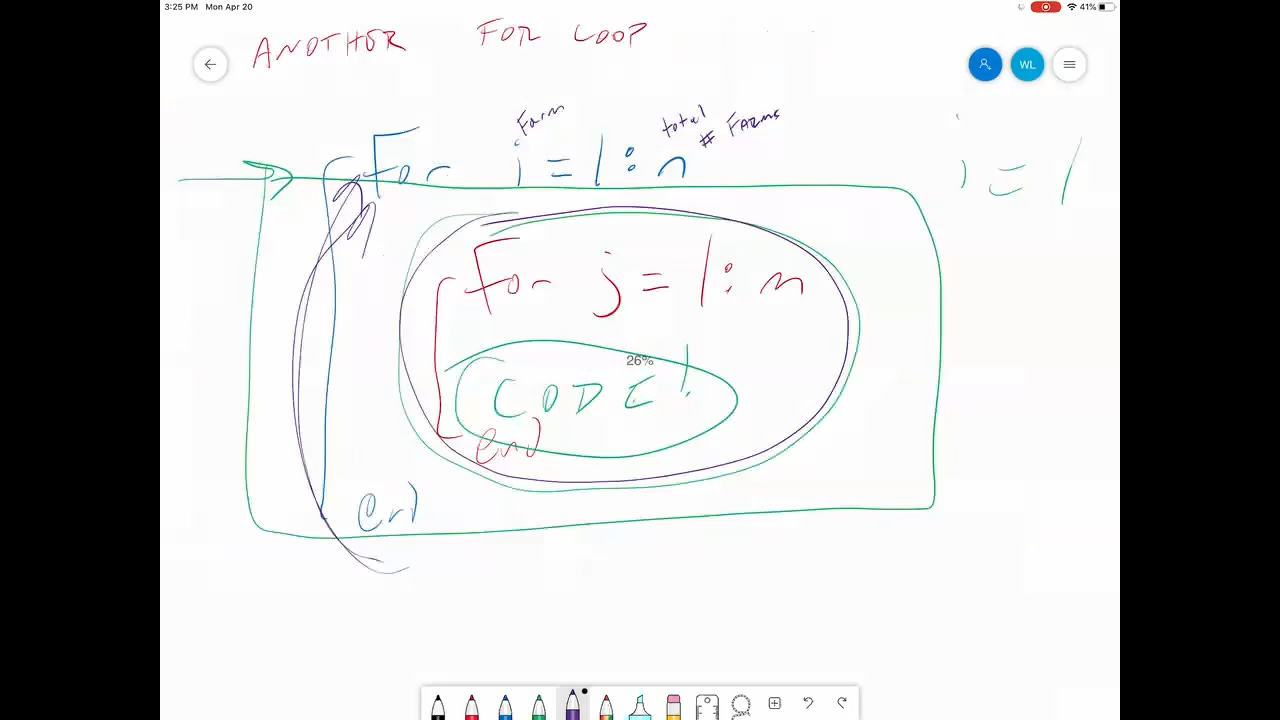 3:25 PM Mon Apr 20 41%
ANOTHER FOR LOOP
WL
Farm total # FARMS
For i = 1 : n i = 1
For j = 1 : m
26%
CODE!
end
end